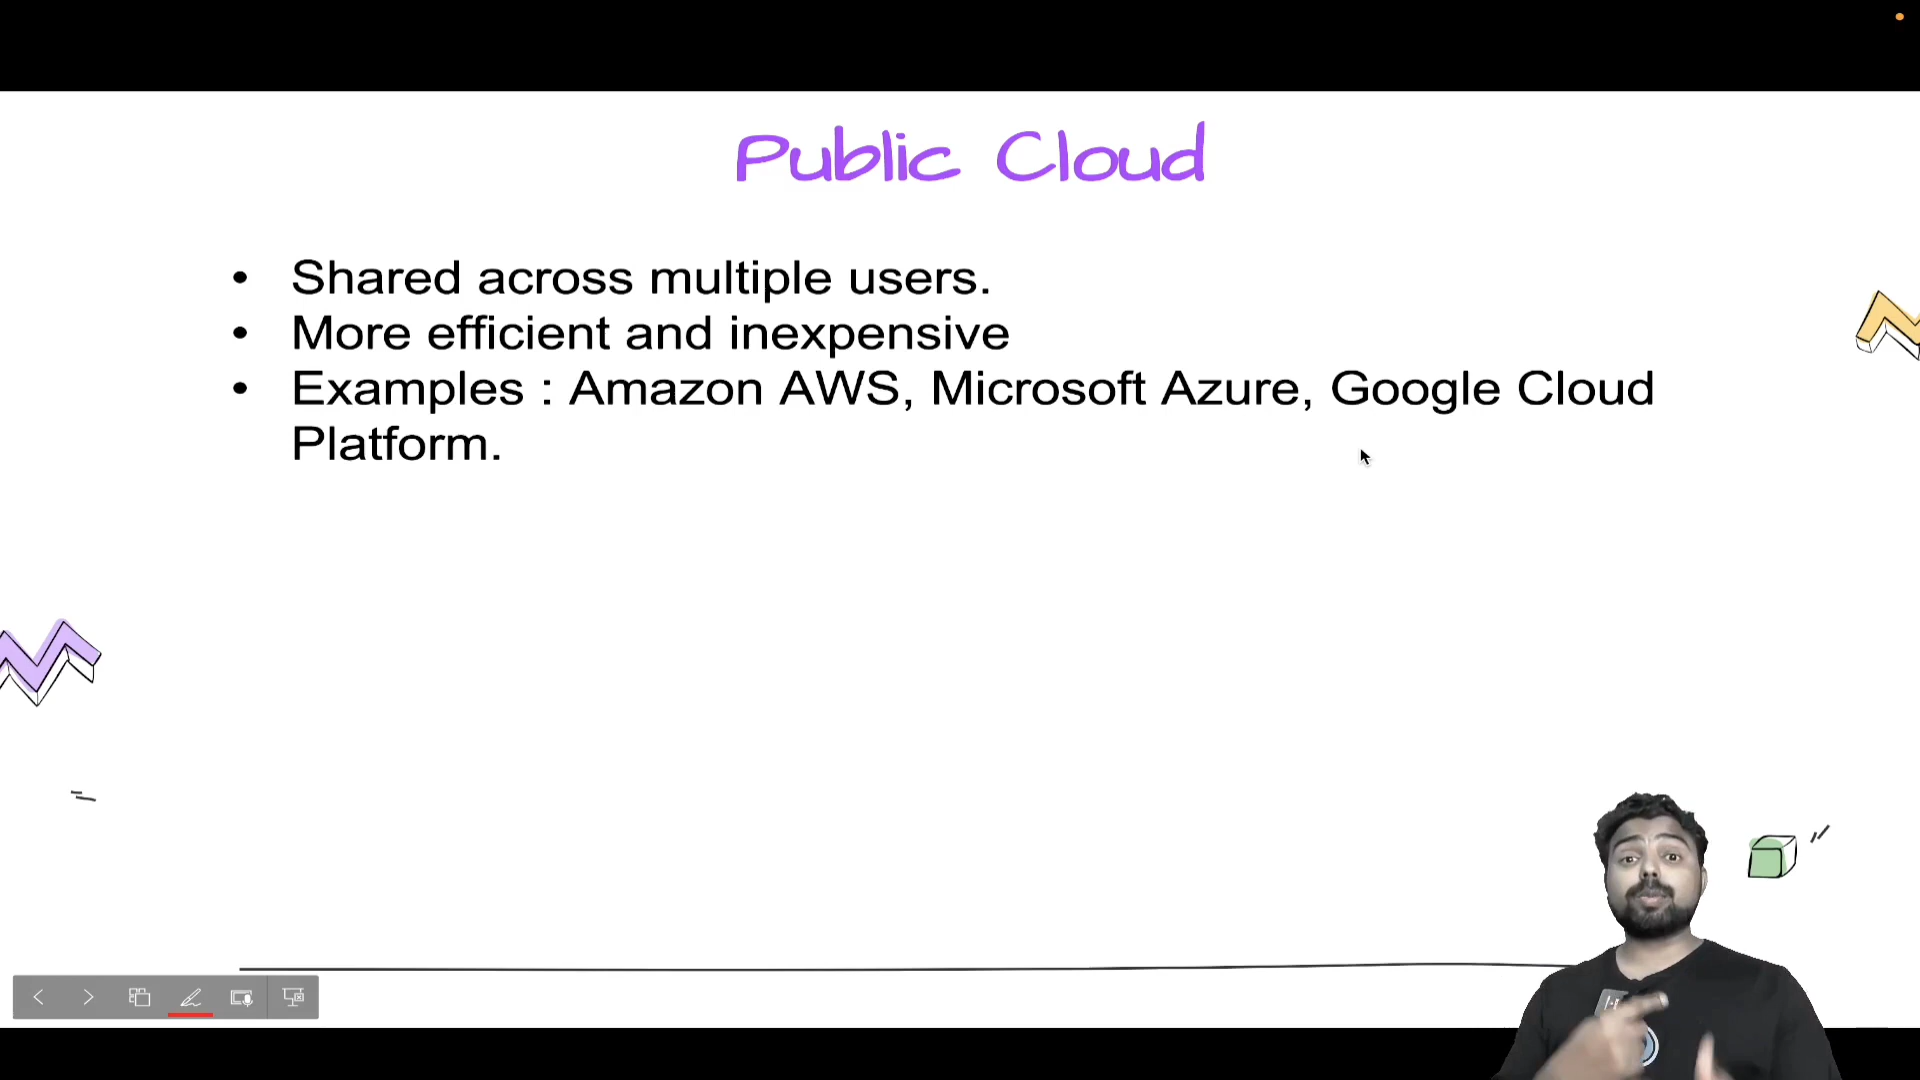 Public Cloud
• Shared across multiple users.
• More efficient and inexpensive
• Examples : Amazon AWS, Microsoft Azure, Google Cloud
Platform.